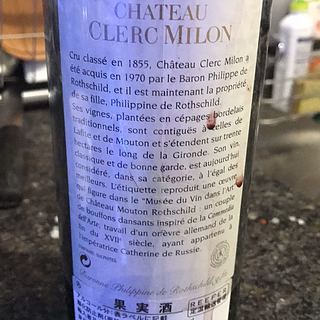 CHATEAU
CLERC MILON
Cru classé en 1855, Château Clerc Milon a
été acquis en 1970 par le Baron Philippe de
Rothschild, et il est maintenant la propriété
de sa fille, Philippine de Rothschild.
Ses vignes, plantées en cépages bordelais
traditionnels, sont contiguës à celles de
Lafite et de Mouton et s'étendent sur trente
hectares le long de la Gironde. Son vin,
classique et de bonne garde, est aujourd'hui
considéré, dans sa catégorie, à l'égal des
meilleurs. L'étiquette reproduit une œuvre
qui figure dans le "Musée du Vin dans l'Art"
de Château Mouton Rothschild : un couple
de Bouffons dansants inspiré de la Commedia
dell'Arte, travail d'un orfèvre allemand de la
fin du XVIIe siècle, ayant appartenu à
l'Impératrice Catherine de Russie.
Baronne Philippine de Rothschild, g.f.a.
果実酒